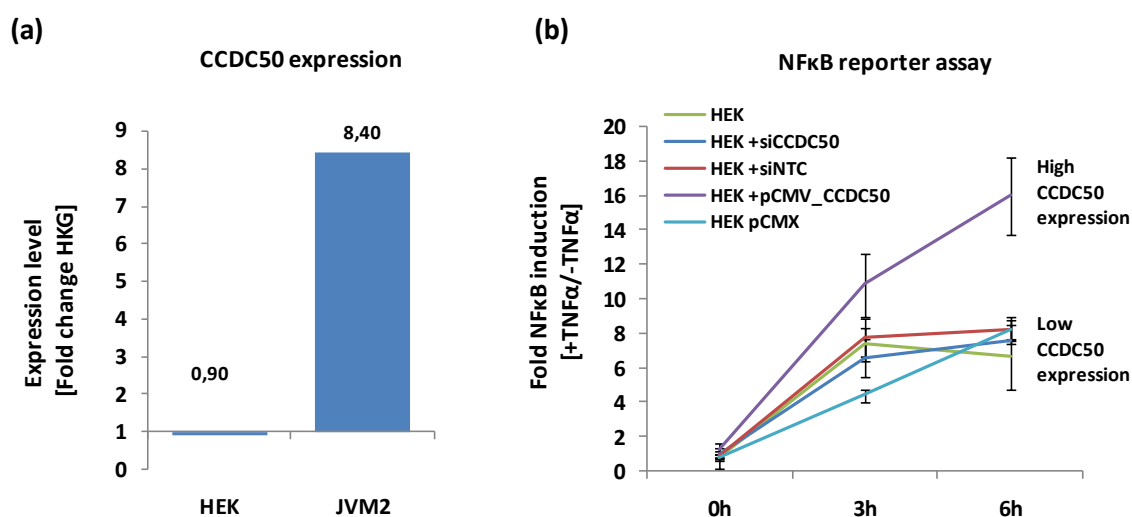 (a)
CCDC50 expression
Expression level
[Fold change HKG]
9
8
7
6
5
4
3
2
1
0
0,90
8,40
HEK
JVM2
(b)
NFκB reporter assay
Fold NFκB induction
[+TNFα/-TNFα]
20
18
16
14
12
10
8
6
4
2
0
HEK
HEK +siCCDC50
HEK +siNTC
HEK +pCMV_CCDC50
HEK pCMX
High
CCDC50
expression
Low
CCDC50
expression
0h
3h
6h